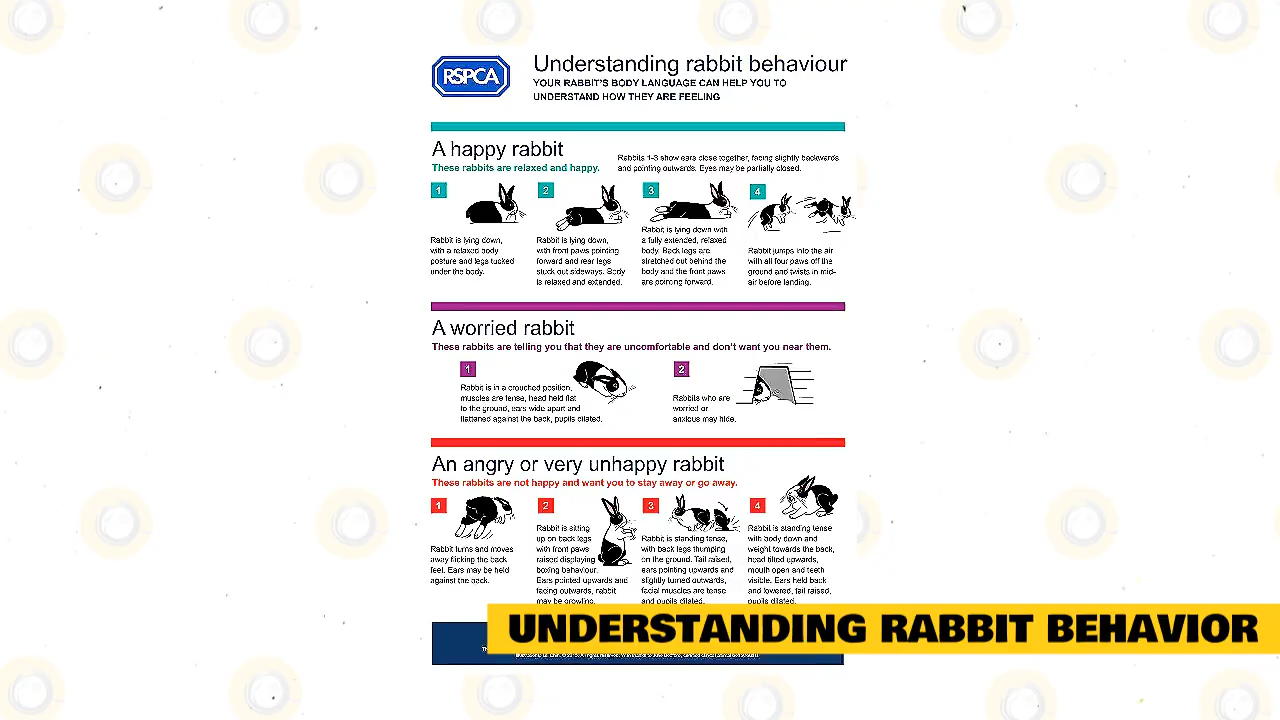 RSPCA
Understanding rabbit behaviour
YOUR RABBIT'S BODY LANGUAGE CAN HELP YOU TO
UNDERSTAND HOW THEY ARE FEELING
A happy rabbit
These rabbits are relaxed and happy.
Rabbits 1-3 show ears close together, facing slightly backwards
and pointing outwards. Eyes may be partially closed.
1
Rabbit is lying down,
with a relaxed body
posture and legs tucked
under the body.
2
Rabbit is lying down,
with front paws pointing
forward and rear legs
stuck out sideways. Body
is relaxed and extended.
3
Rabbit is lying down with
a fully extended, relaxed
body. Back legs are
stretched out behind the
body and the front paws
are pointing forward.
4
Rabbit jumps into the air
with all four paws off the
ground and twists in mid-
air before landing.
A worried rabbit
These rabbits are telling you that they are uncomfortable and don't want you near them.
1
Rabbit is in a crouched position,
muscles are tense, head held flat
to the ground, ears wide apart and
flattened against the back, pupils dilated.
2
Rabbits who are
worried or
anxious may hide.
An angry or very unhappy rabbit
These rabbits are not happy and want you to stay away or go away.
1
Rabbit turns and moves
away flicking the back
feet. Ears may be held
against the back.
2
Rabbit is sitting
up on back legs
with front paws
raised displaying
boxing behaviour.
Ears pointed upwards and
facing outwards, rabbit
may be growling.
3
Rabbit is standing tense,
with back legs thumping
on the ground. Tail raised,
ears pointing upwards and
slightly turned outwards,
facial muscles are tense
and pupils dilated.
4
Rabbit is standing tense
with body down and
weight towards the back,
head tilted upwards,
mouth open and teeth
visible. Ears held back
and lowered, tail raised,
pupils dilated.
UNDERSTANDING RABBIT BEHAVIOR